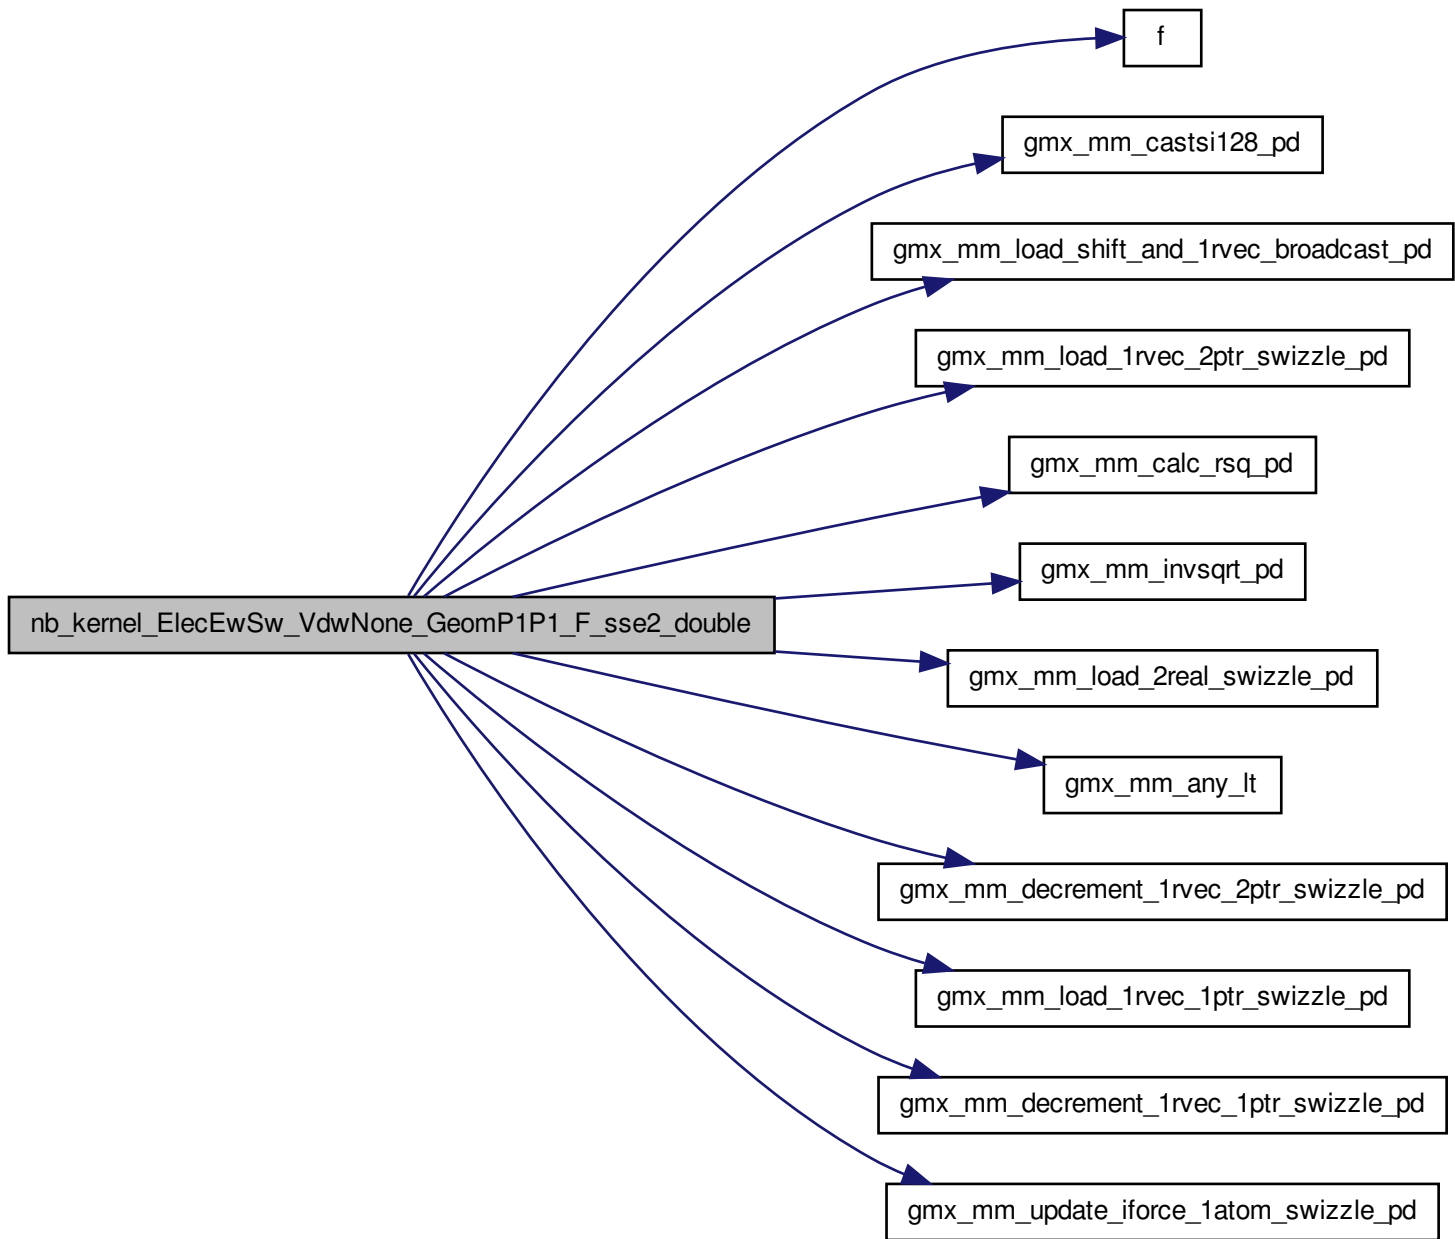 f
gmx_mm_castsi128_pd
gmx_mm_load_shift_and_1rvec_broadcast_pd
gmx_mm_load_1rvec_2ptr_swizzle_pd
gmx_mm_calc_rsq_pd
gmx_mm_invsqrt_pd
nb_kernel_ElecEwSw_VdwNone_GeomP1P1_F_sse2_double
gmx_mm_load_2real_swizzle_pd
gmx_mm_any_lt
gmx_mm_decrement_1rvec_2ptr_swizzle_pd
gmx_mm_load_1rvec_1ptr_swizzle_pd
gmx_mm_decrement_1rvec_1ptr_swizzle_pd
gmx_mm_update_iforce_1atom_swizzle_pd